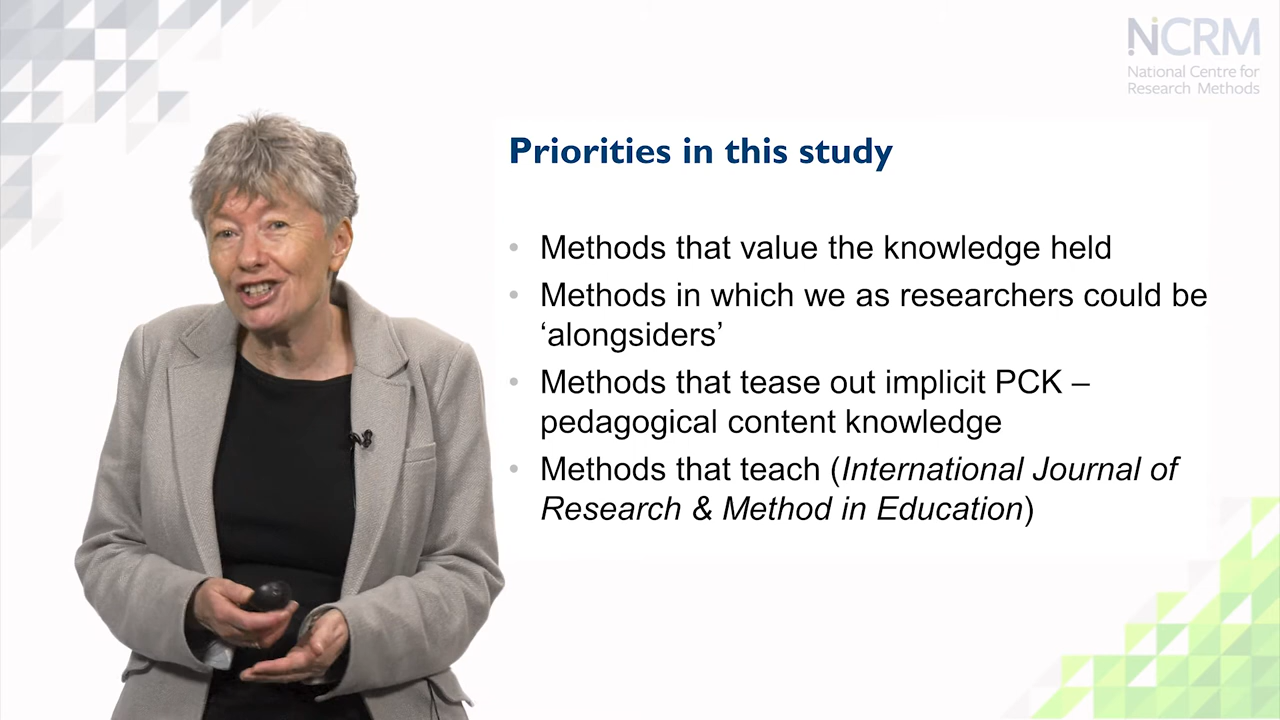 NCRM
National Centre for
Research Methods
Priorities in this study
• Methods that value the knowledge held
• Methods in which we as researchers could be
‘alongsiders’
• Methods that tease out implicit PCK –
pedagogical content knowledge
• Methods that teach (International Journal of
Research & Method in Education)